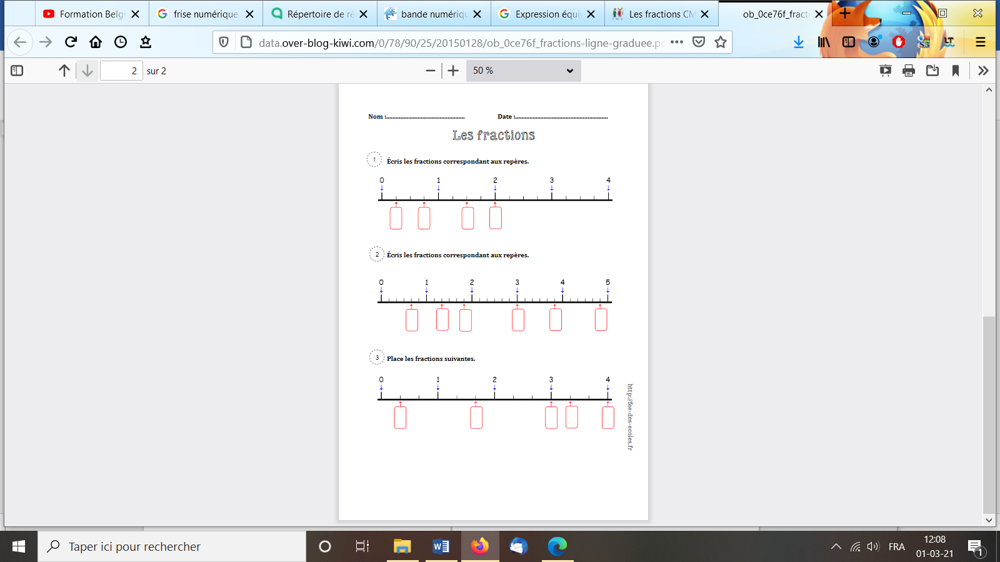 Formation Belgi
frise numérique
Répertoire de ré
bande numériqu
Expression équiv
Les fractions CM
ob_0ce76f_fracti
data.over-blog-kiwi.com/0/78/90/25/20150128/ob_0ce76f_fractions-ligne-graduee.pd
2 sur 2
50 %
Nom :.................................................. Date :...........................................................
Les fractions
1 Écris les fractions correspondant aux repères.
0 1 2 3 4
2 Écris les fractions correspondant aux repères.
0 1 2 3 4 5
3 Place les fractions suivantes.
0 1 2 3 4
http://fee-des-ecoles.fr
Taper ici pour rechercher
FRA
12:08
01-03-21
1